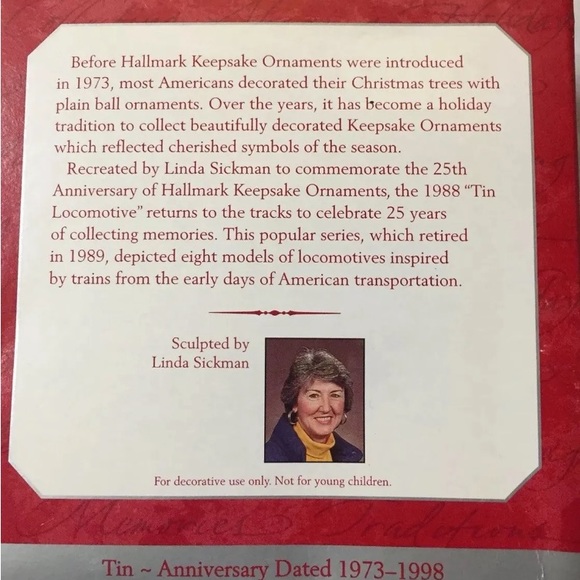 Before Hallmark Keepsake Ornaments were introduced
in 1973, most Americans decorated their Christmas trees with
plain ball ornaments. Over the years, it has become a holiday
tradition to collect beautifully decorated Keepsake Ornaments
which reflected cherished symbols of the season.
Recreated by Linda Sickman to commemorate the 25th
Anniversary of Hallmark Keepsake Ornaments, the 1988 “Tin
Locomotive” returns to the tracks to celebrate 25 years
of collecting memories. This popular series, which retired
in 1989, depicted eight models of locomotives inspired
by trains from the early days of American transportation.
Sculpted by
Linda Sickman
For decorative use only. Not for young children.
Memories Traditions
Tin ~ Anniversary Dated 1973–1998